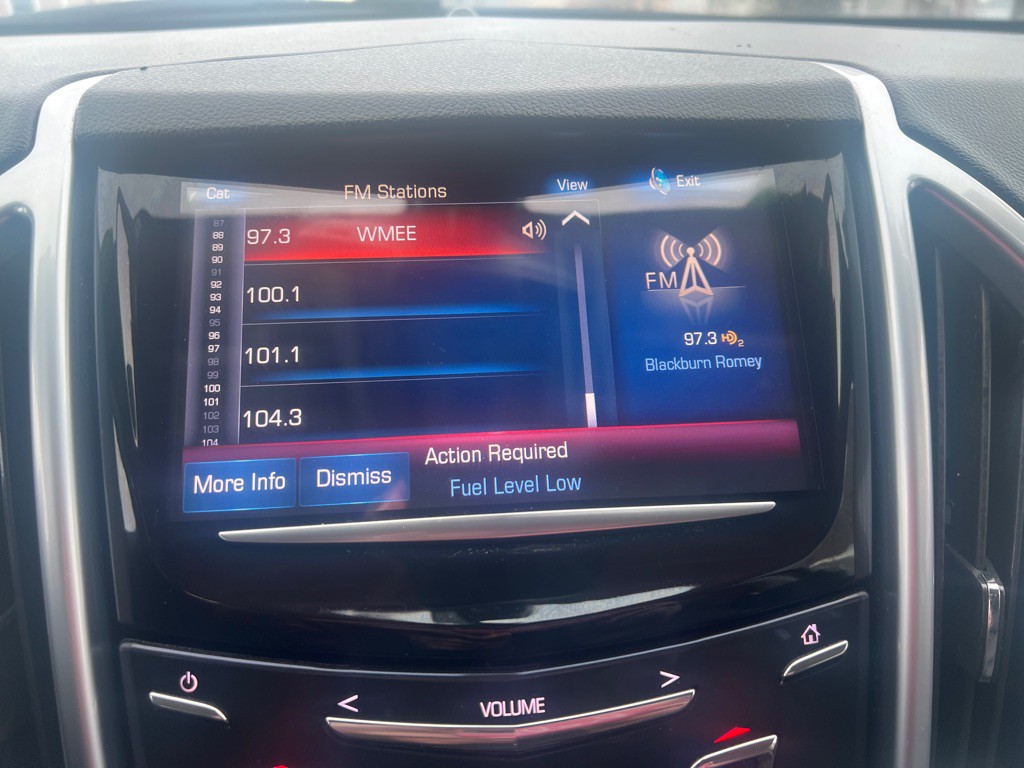 Cat FM Stations View Exit
87
88
89
90
91
92
93
94
95
96
97
98
99
100
101
102
103
104
97.3 WMEE
100.1
101.1
104.3
FM
97.3 HD2
Blackburn Romey
More Info Dismiss
Action Required
Fuel Level Low
< VOLUME >